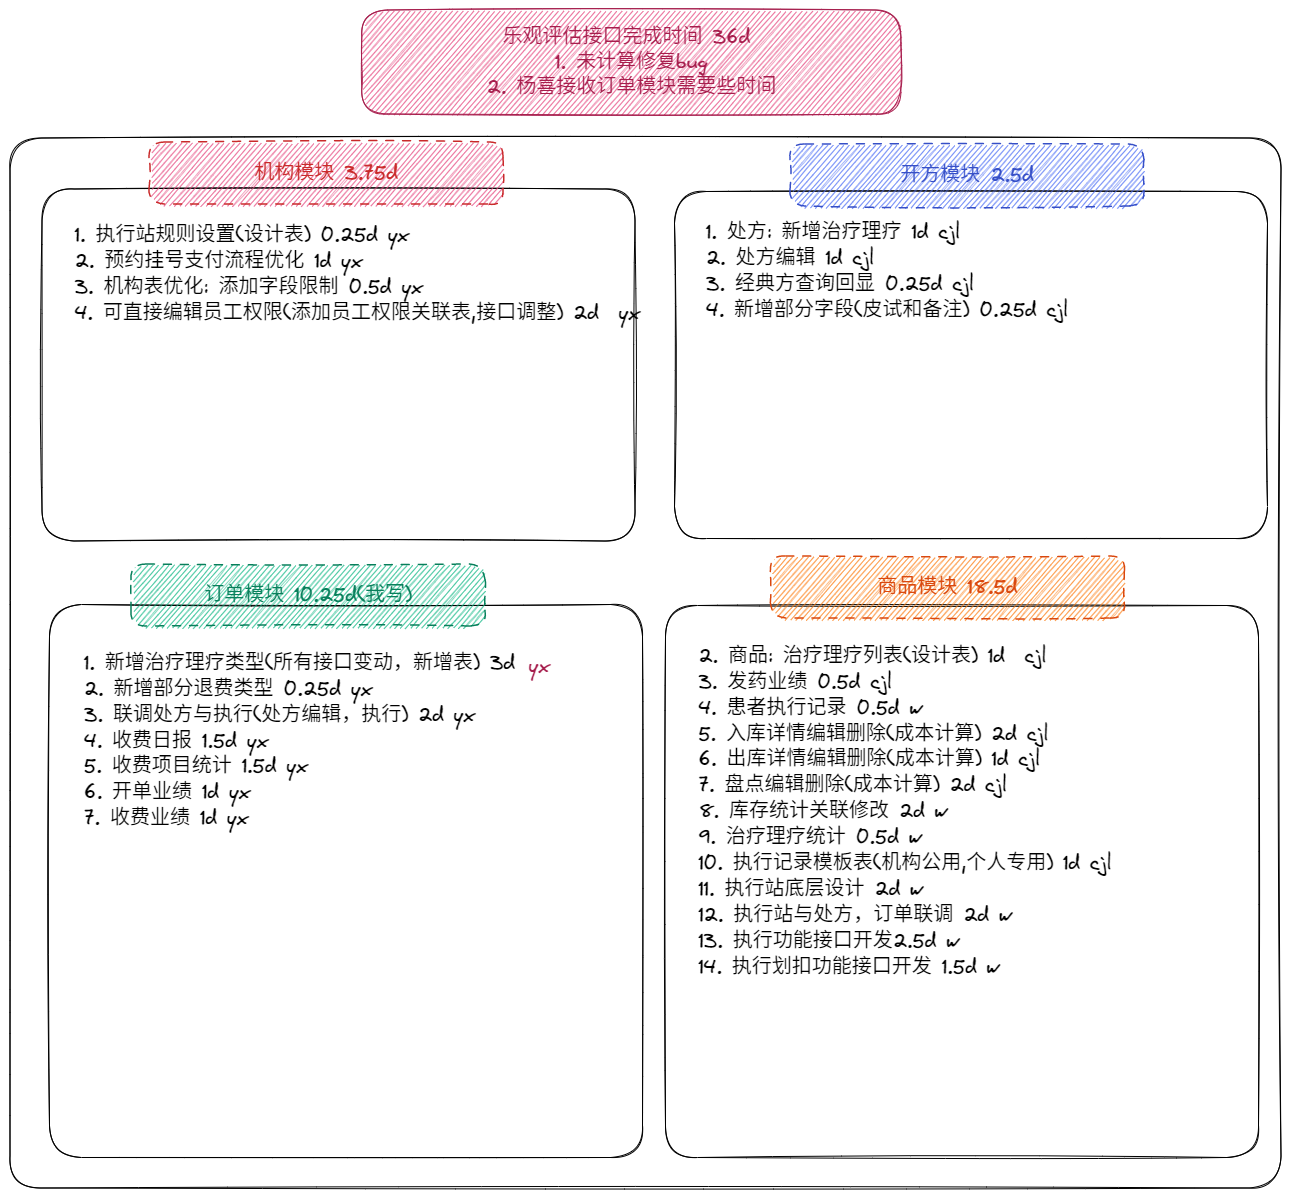 乐观评估接口完成时间 36d
1. 未计算修复bug
2. 杨喜接收订单模块需要些时间
机构模块 3.75d
1. 执行站规则设置(设计表) 0.25d yx
2. 预约挂号支付流程优化 1d yx
3. 机构表优化: 添加字段限制 0.5d yx
4. 可直接编辑员工权限(添加员工权限关联表,接口调整) 2d yx
开方模块 2.5d
1. 处方: 新增治疗理疗 1d cjl
2. 处方编辑 1d cjl
3. 经典方查询回显 0.25d cjl
4. 新增部分字段(皮试和备注) 0.25d cjl
订单模块 10.25d(我写)
1. 新增治疗理疗类型(所有接口变动，新增表) 3d yx
2. 新增部分退费类型 0.25d yx
3. 联调处方与执行(处方编辑，执行) 2d yx
4. 收费日报 1.5d yx
5. 收费项目统计 1.5d yx
6. 开单业绩 1d yx
7. 收费业绩 1d yx
商品模块 18.5d
2. 商品: 治疗理疗列表(设计表) 1d cjl
3. 发药业绩 0.5d cjl
4. 患者执行记录 0.5d w
5. 入库详情编辑删除(成本计算) 2d cjl
6. 出库详情编辑删除(成本计算) 1d cjl
7. 盘点编辑删除(成本计算) 2d cjl
8. 库存统计关联修改 2d w
9. 治疗理疗统计 0.5d w
10. 执行记录模板表(机构公用,个人专用) 1d cjl
11. 执行站底层设计 2d w
12. 执行站与处方，订单联调 2d w
13. 执行功能接口开发2.5d w
14. 执行划扣功能接口开发 1.5d w